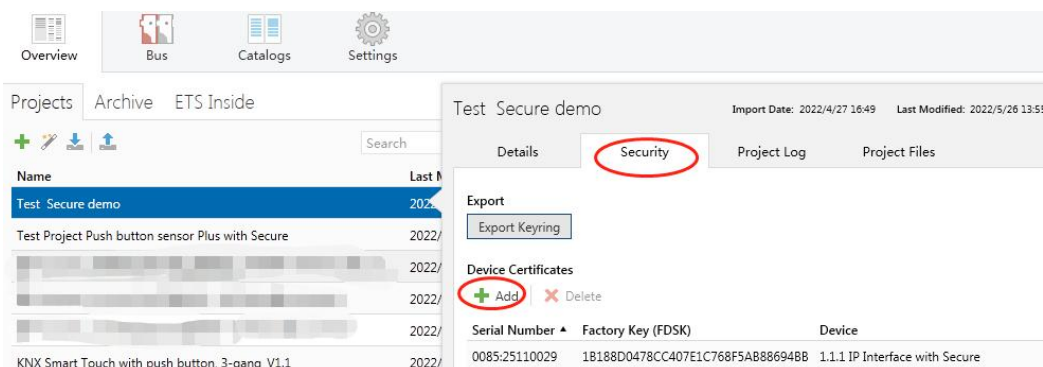 Overview Bus Catalogs Settings
Projects Archive ETS Inside
Search
Name Last M
Test Secure demo 202
Test Project Push button sensor Plus with Secure 2022/
2022/
2022/
2022/
KNX Smart Touch with push button, 3-gang V1.1 2022/
Test Secure demo Import Date: 2022/4/27 16:49 Last Modified: 2022/5/26 13:55
Details Security Project Log Project Files
Export
Export Keyring
Device Certificates
Add Delete
Serial Number Factory Key (FDSK) Device
0085:25110029 1B188D0478CC407E1C768F5AB88694BB 1.1.1 IP Interface with Secure